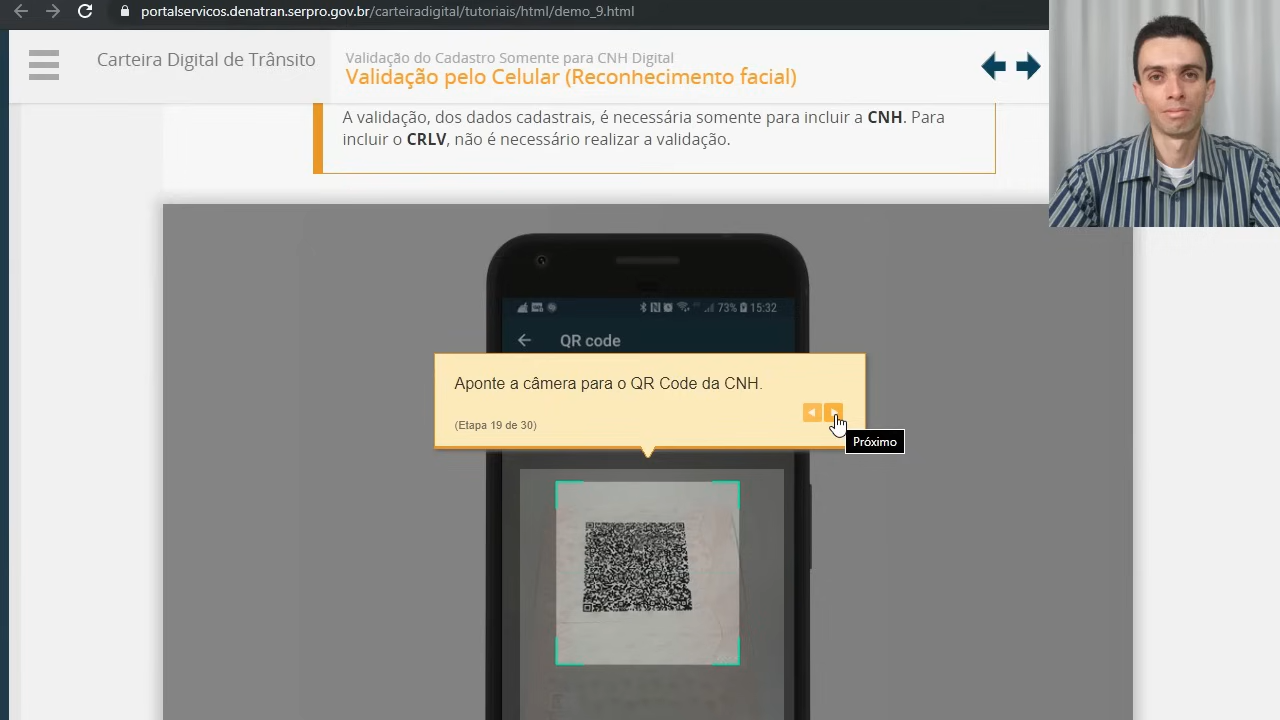 portalservicos.denatran.serpro.gov.br/carteiradigital/tutoriais/html/demo_9.html
Carteira Digital de Trânsito
Validação do Cadastro Somente para CNH Digital
Validação pelo Celular (Reconhecimento facial)
A validação, dos dados cadastrais, é necessária somente para incluir a CNH. Para
incluir o CRLV, não é necessário realizar a validação.
73% 15:32
QR code
Aponte a câmera para o QR Code da CNH.
(Etapa 19 de 30)
Próximo